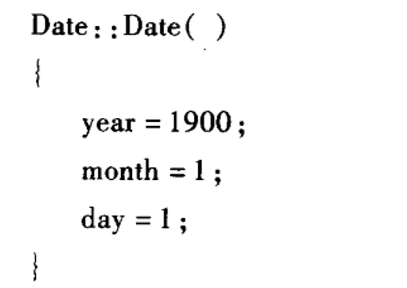 Date::Date( )
{
year = 1900;
month = 1;
day = 1;
}